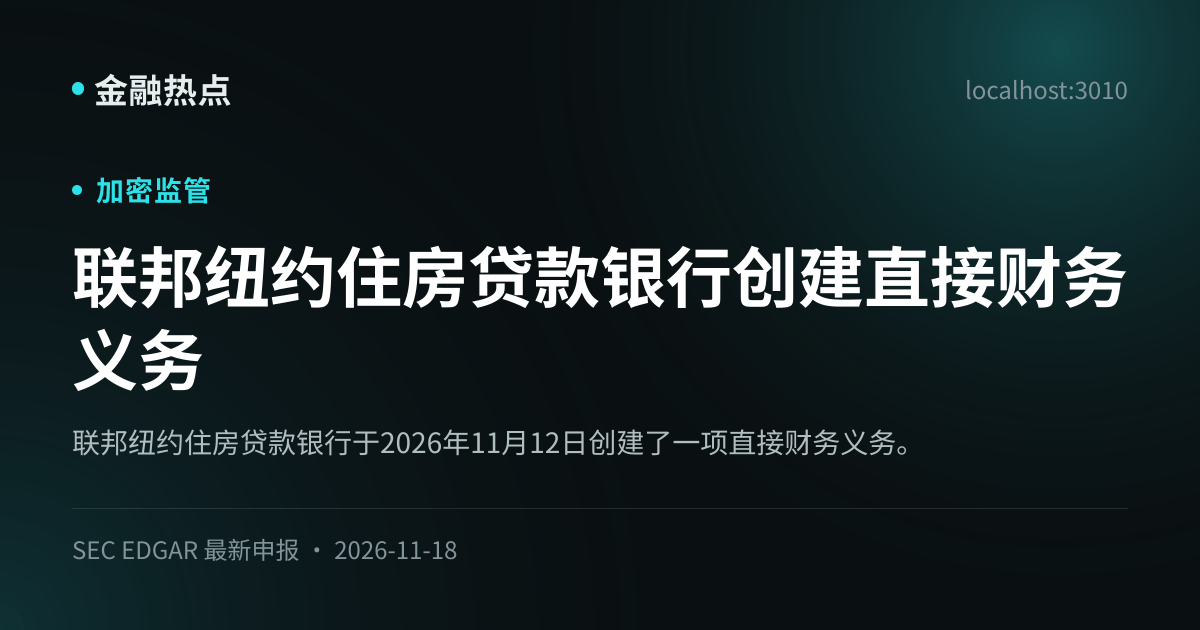 金融热点
localhost:3010
加密监管
联邦纽约住房贷款银行创建直接财务
义务
联邦纽约住房贷款银行于2026年11月12日创建了一项直接财务义务。
SEC EDGAR 最新申报 · 2026-11-18